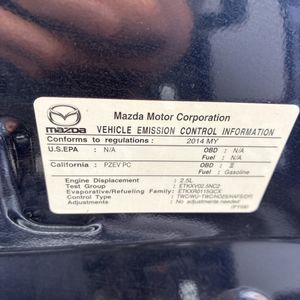 Mazda Motor Corporation
mazda VEHICLE EMISSION CONTROL INFORMATION
Conforms to regulations : 2014 MY
U.S.EPA : N/A OBD : N/A
Fuel : N/A
California : PZEV PC OBD : II
Fuel : Gasoline
Engine Displacement : 2.5L
Test Group : ETKXV02.5NC2
Evaporative/Refueling Family :
Control Type :
Adjustments : No adjustments needed